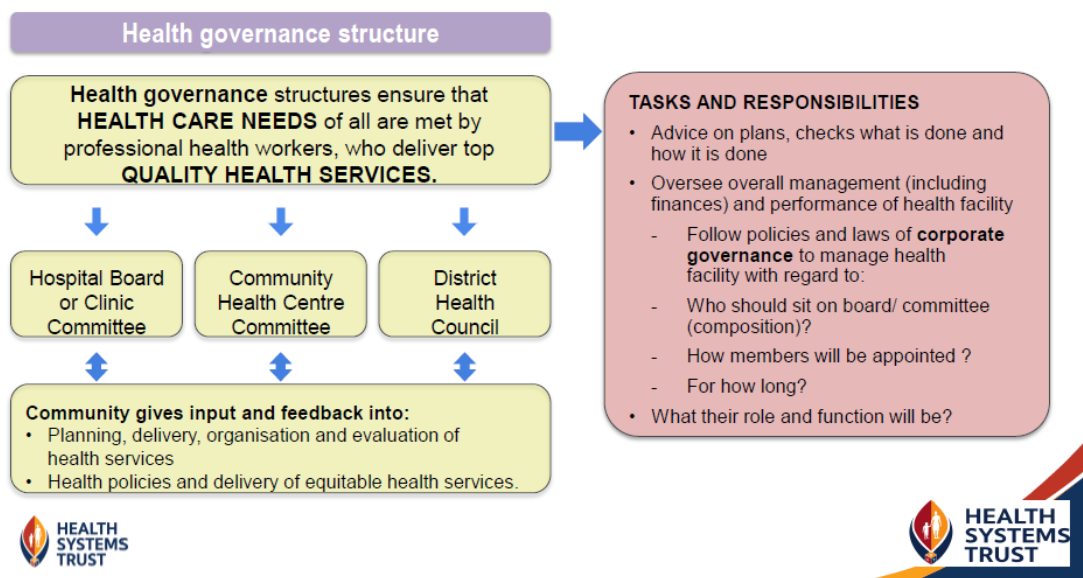 Health governance structure
Health governance structures ensure that
HEALTH CARE NEEDS of all are met by
professional health workers, who deliver top
QUALITY HEALTH SERVICES.
Hospital Board
or Clinic
Committee
Community
Health Centre
Committee
District
Health
Council
Community gives input and feedback into:
• Planning, delivery, organisation and evaluation of
health services
• Health policies and delivery of equitable health services.
TASKS AND RESPONSIBILITIES
• Advice on plans, checks what is done and
how it is done
• Oversee overall management (including
finances) and performance of health facility
- Follow policies and laws of corporate
governance to manage health
facility with regard to:
- Who should sit on board/ committee
(composition)?
- How members will be appointed ?
- For how long?
• What their role and function will be?
HEALTH
SYSTEMS
TRUST
HEALTH
SYSTEMS
TRUST